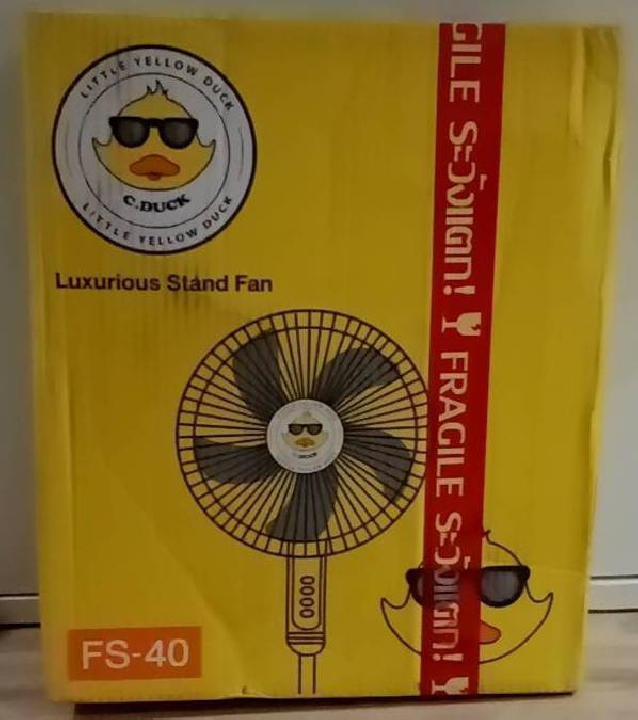 LITTLE YELLOW DUCK
C.DUCK
LITTLE YELLOW DUCK
Luxurious Stand Fan
FS-40
GILE ระวังแตก! FRAGILE ระวังแตก!